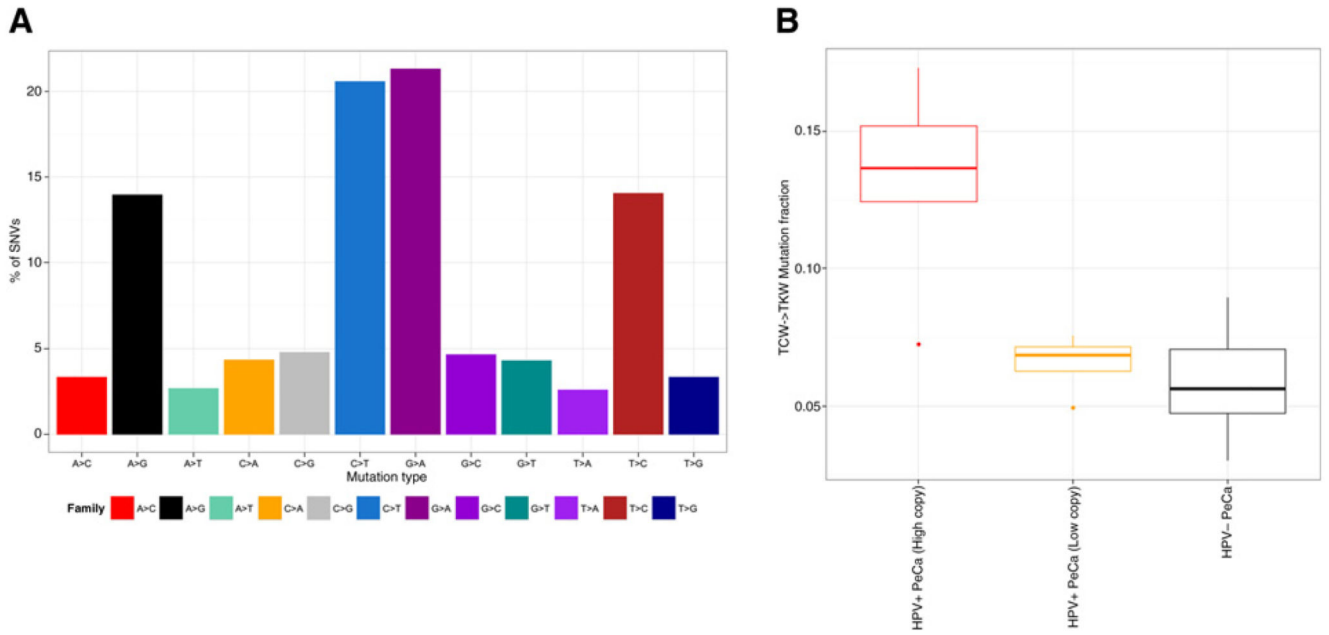 A
% of SNVs
20
15
10
5
0
A>C A>G A>T C>A C>G C>T G>A G>C G>T T>A T>C T>G
Mutation type
Family A>C A>G A>T C>A C>G C>T G>A G>C G>T T>A T>C T>G
B
TCW->TKW Mutation fraction
0.15
0.10
0.05
HPV+ PeCa (High copy)
HPV+ PeCa (Low copy)
HPV− PeCa